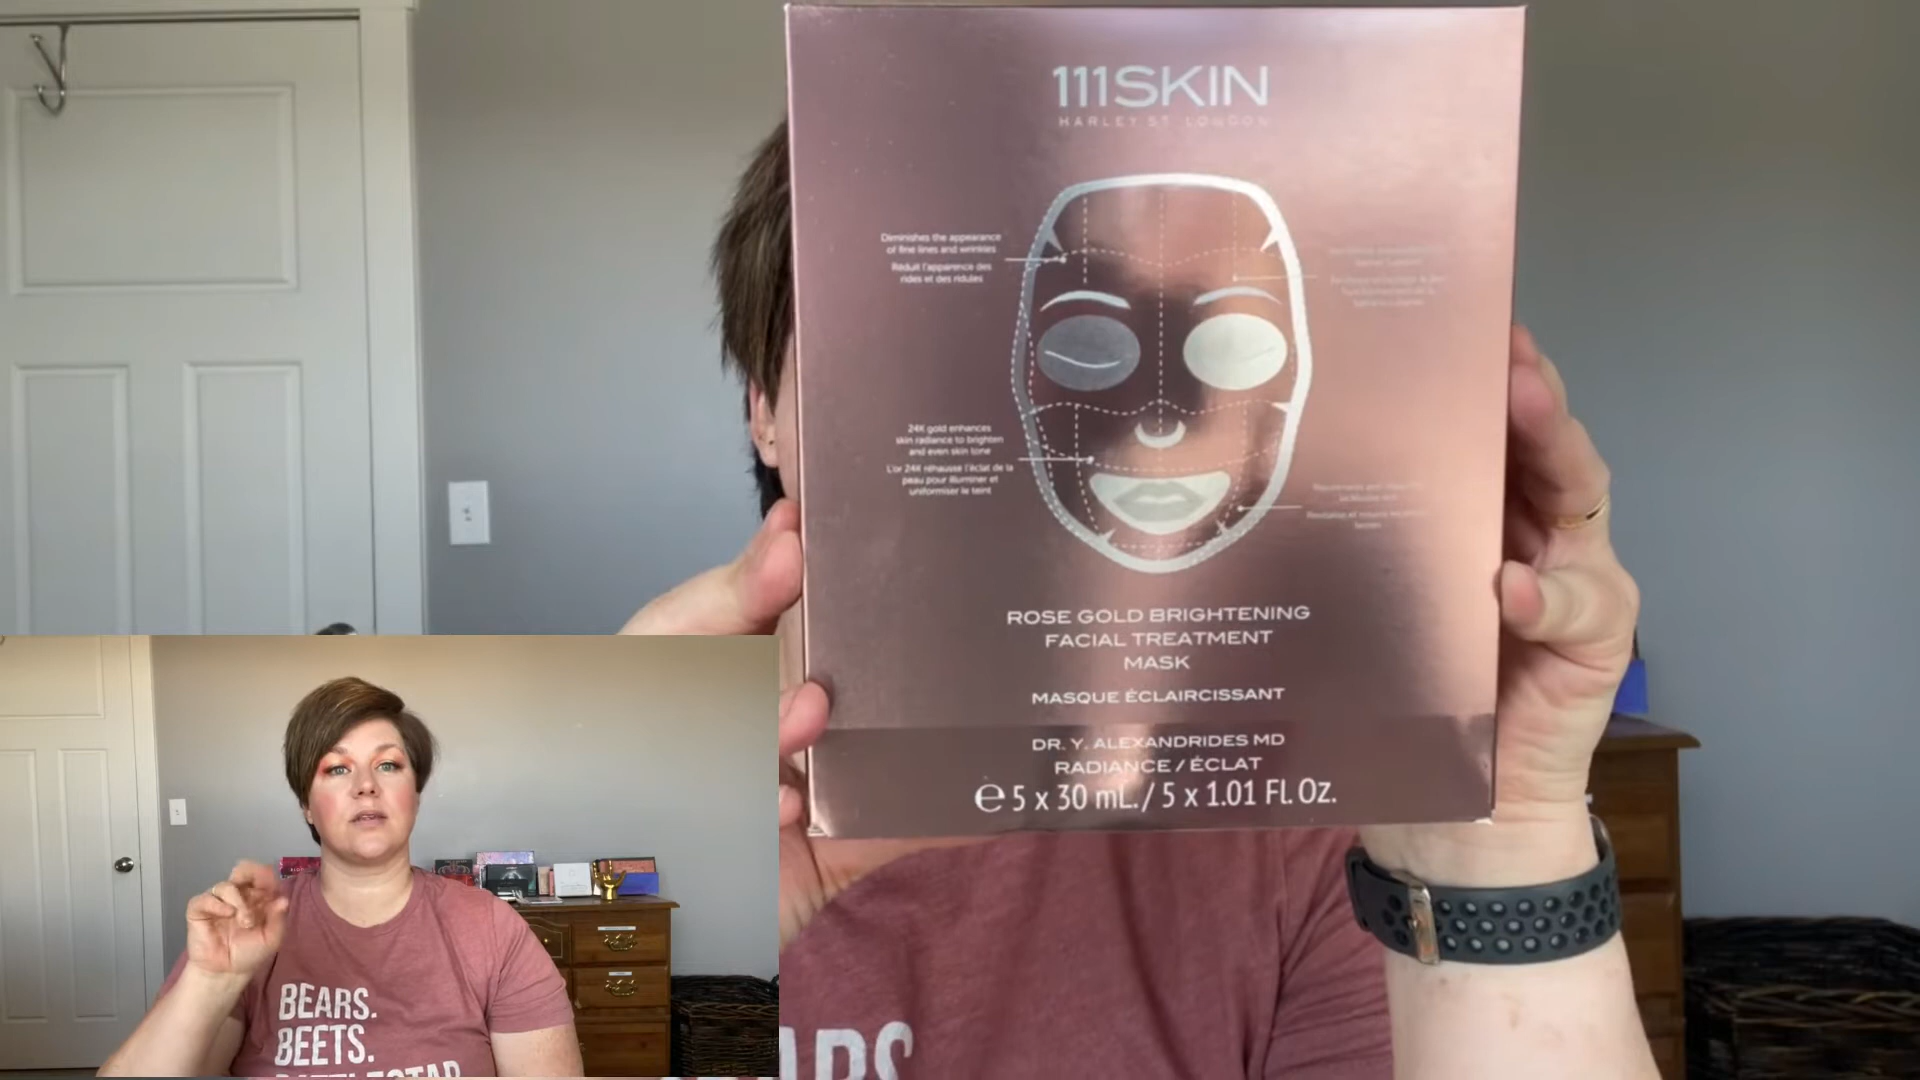 111SKIN
HARLEY ST LONDON
Diminishes the appearance
of fine lines and wrinkles
Réduit l'apparence des
rides et des ridules
24K gold enhances
skin radiance to brighten
and even skin tone
L'or 24K réhausse l'éclat de la
peau pour illuminer et
uniformiser le teint
ROSE GOLD BRIGHTENING
FACIAL TREATMENT
MASK
MASQUE ÉCLAIRCISSANT
DR. Y. ALEXANDRIDES MD
RADIANCE / ÉCLAT
℮ 5 x 30 mL. / 5 x 1.01 FL. OZ.
BEARS.
BEETS.